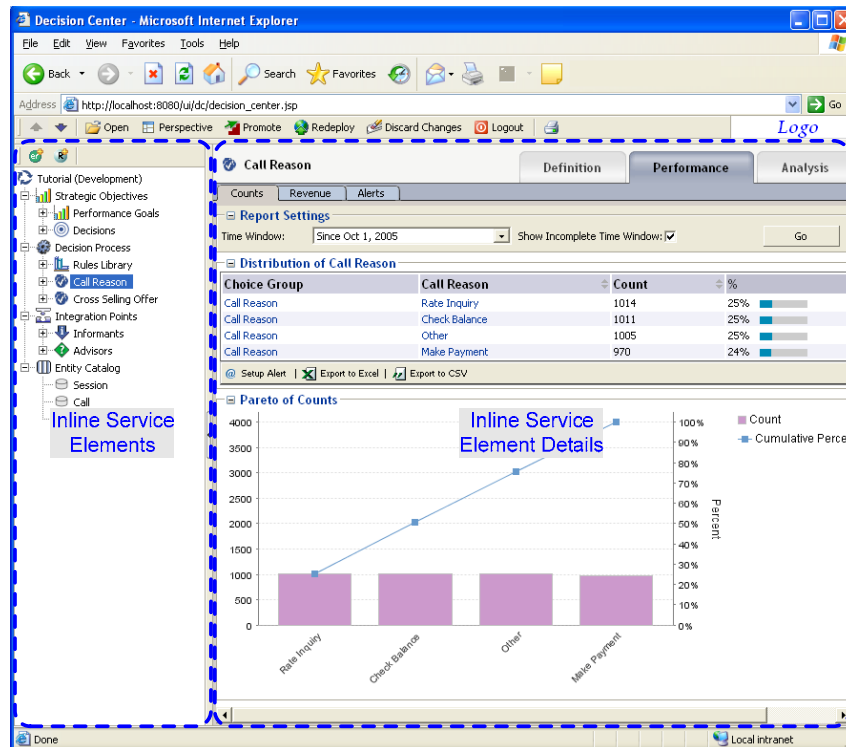 Decision Center - Microsoft Internet Explorer
File Edit View Favorites Tools Help
Back Search Favorites
Address http://localhost:8080/ui/dc/decision_center.jsp Go
Open Perspective Promote Redeploy Discard Changes Logout Logo
Tutorial (Development)
Strategic Objectives
Performance Goals
Decisions
Decision Process
Rules Library
Call Reason
Cross Selling Offer
Integration Points
Informants
Advisors
Entity Catalog
Session
Call
Inline Service
Elements
Call Reason Definition Performance Analysis
Counts Revenue Alerts
Report Settings
Time Window: Since Oct 1, 2005 Show Incomplete Time Window: Go
Distribution of Call Reason
Choice Group Call Reason Count %
Call Reason Rate Inquiry 1014 25%
Call Reason Check Balance 1011 25%
Call Reason Other 1005 25%
Call Reason Make Payment 970 24%
@ Setup Alert | Export to Excel | Export to CSV
Pareto of Counts
Inline Service
Element Details
4000
3500
3000
2500
2000
1500
1000
500
0
100%
90%
80%
70%
60%
50%
40%
30%
20%
10%
0%
Percent
Count
Cumulative Perce
Rate Inquiry
Check Balance
Other
Make Payment
Done Local intranet